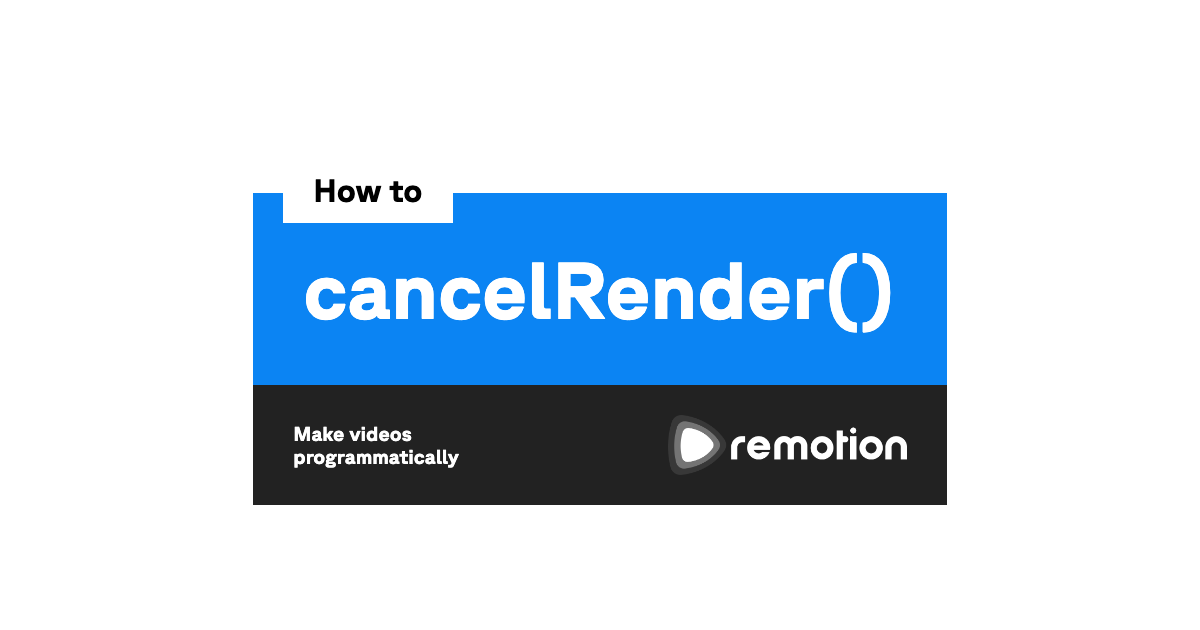 How to
cancelRender()
Make videos
programmatically
remotion